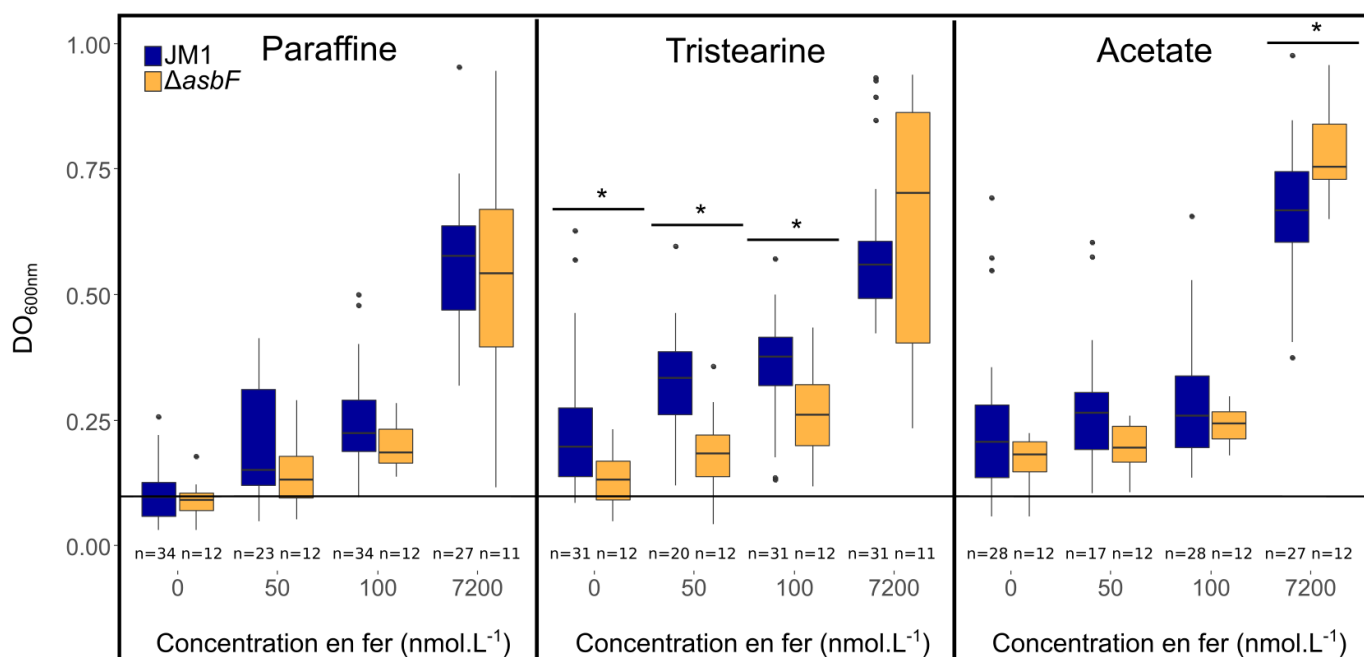 Paraffine Tristearine Acetate
JM1
ΔasbF
* * * *
1.00
0.75
0.50
0.25
0.00
DO600nm
n=34 n=12 n=23 n=12 n=34 n=12 n=27 n=11 n=31 n=12 n=20 n=12 n=31 n=12 n=31 n=11 n=28 n=12 n=17 n=12 n=28 n=12 n=27 n=12
0 50 100 7200 0 50 100 7200 0 50 100 7200
Concentration en fer (nmol.L⁻¹) Concentration en fer (nmol.L⁻¹) Concentration en fer (nmol.L⁻¹)